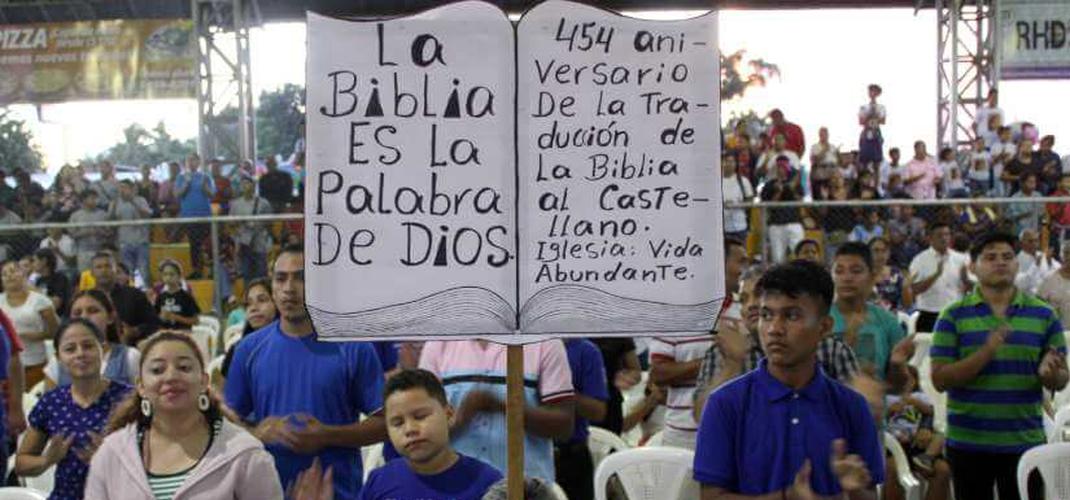 PIZZA
La
Biblia
ES La
Palabra
De Dios.
454 ani-
versario
De La Tra-
ducción de
La Biblia
al Caste-
llano.
Iglesia: Vida
Abundante.
RHD